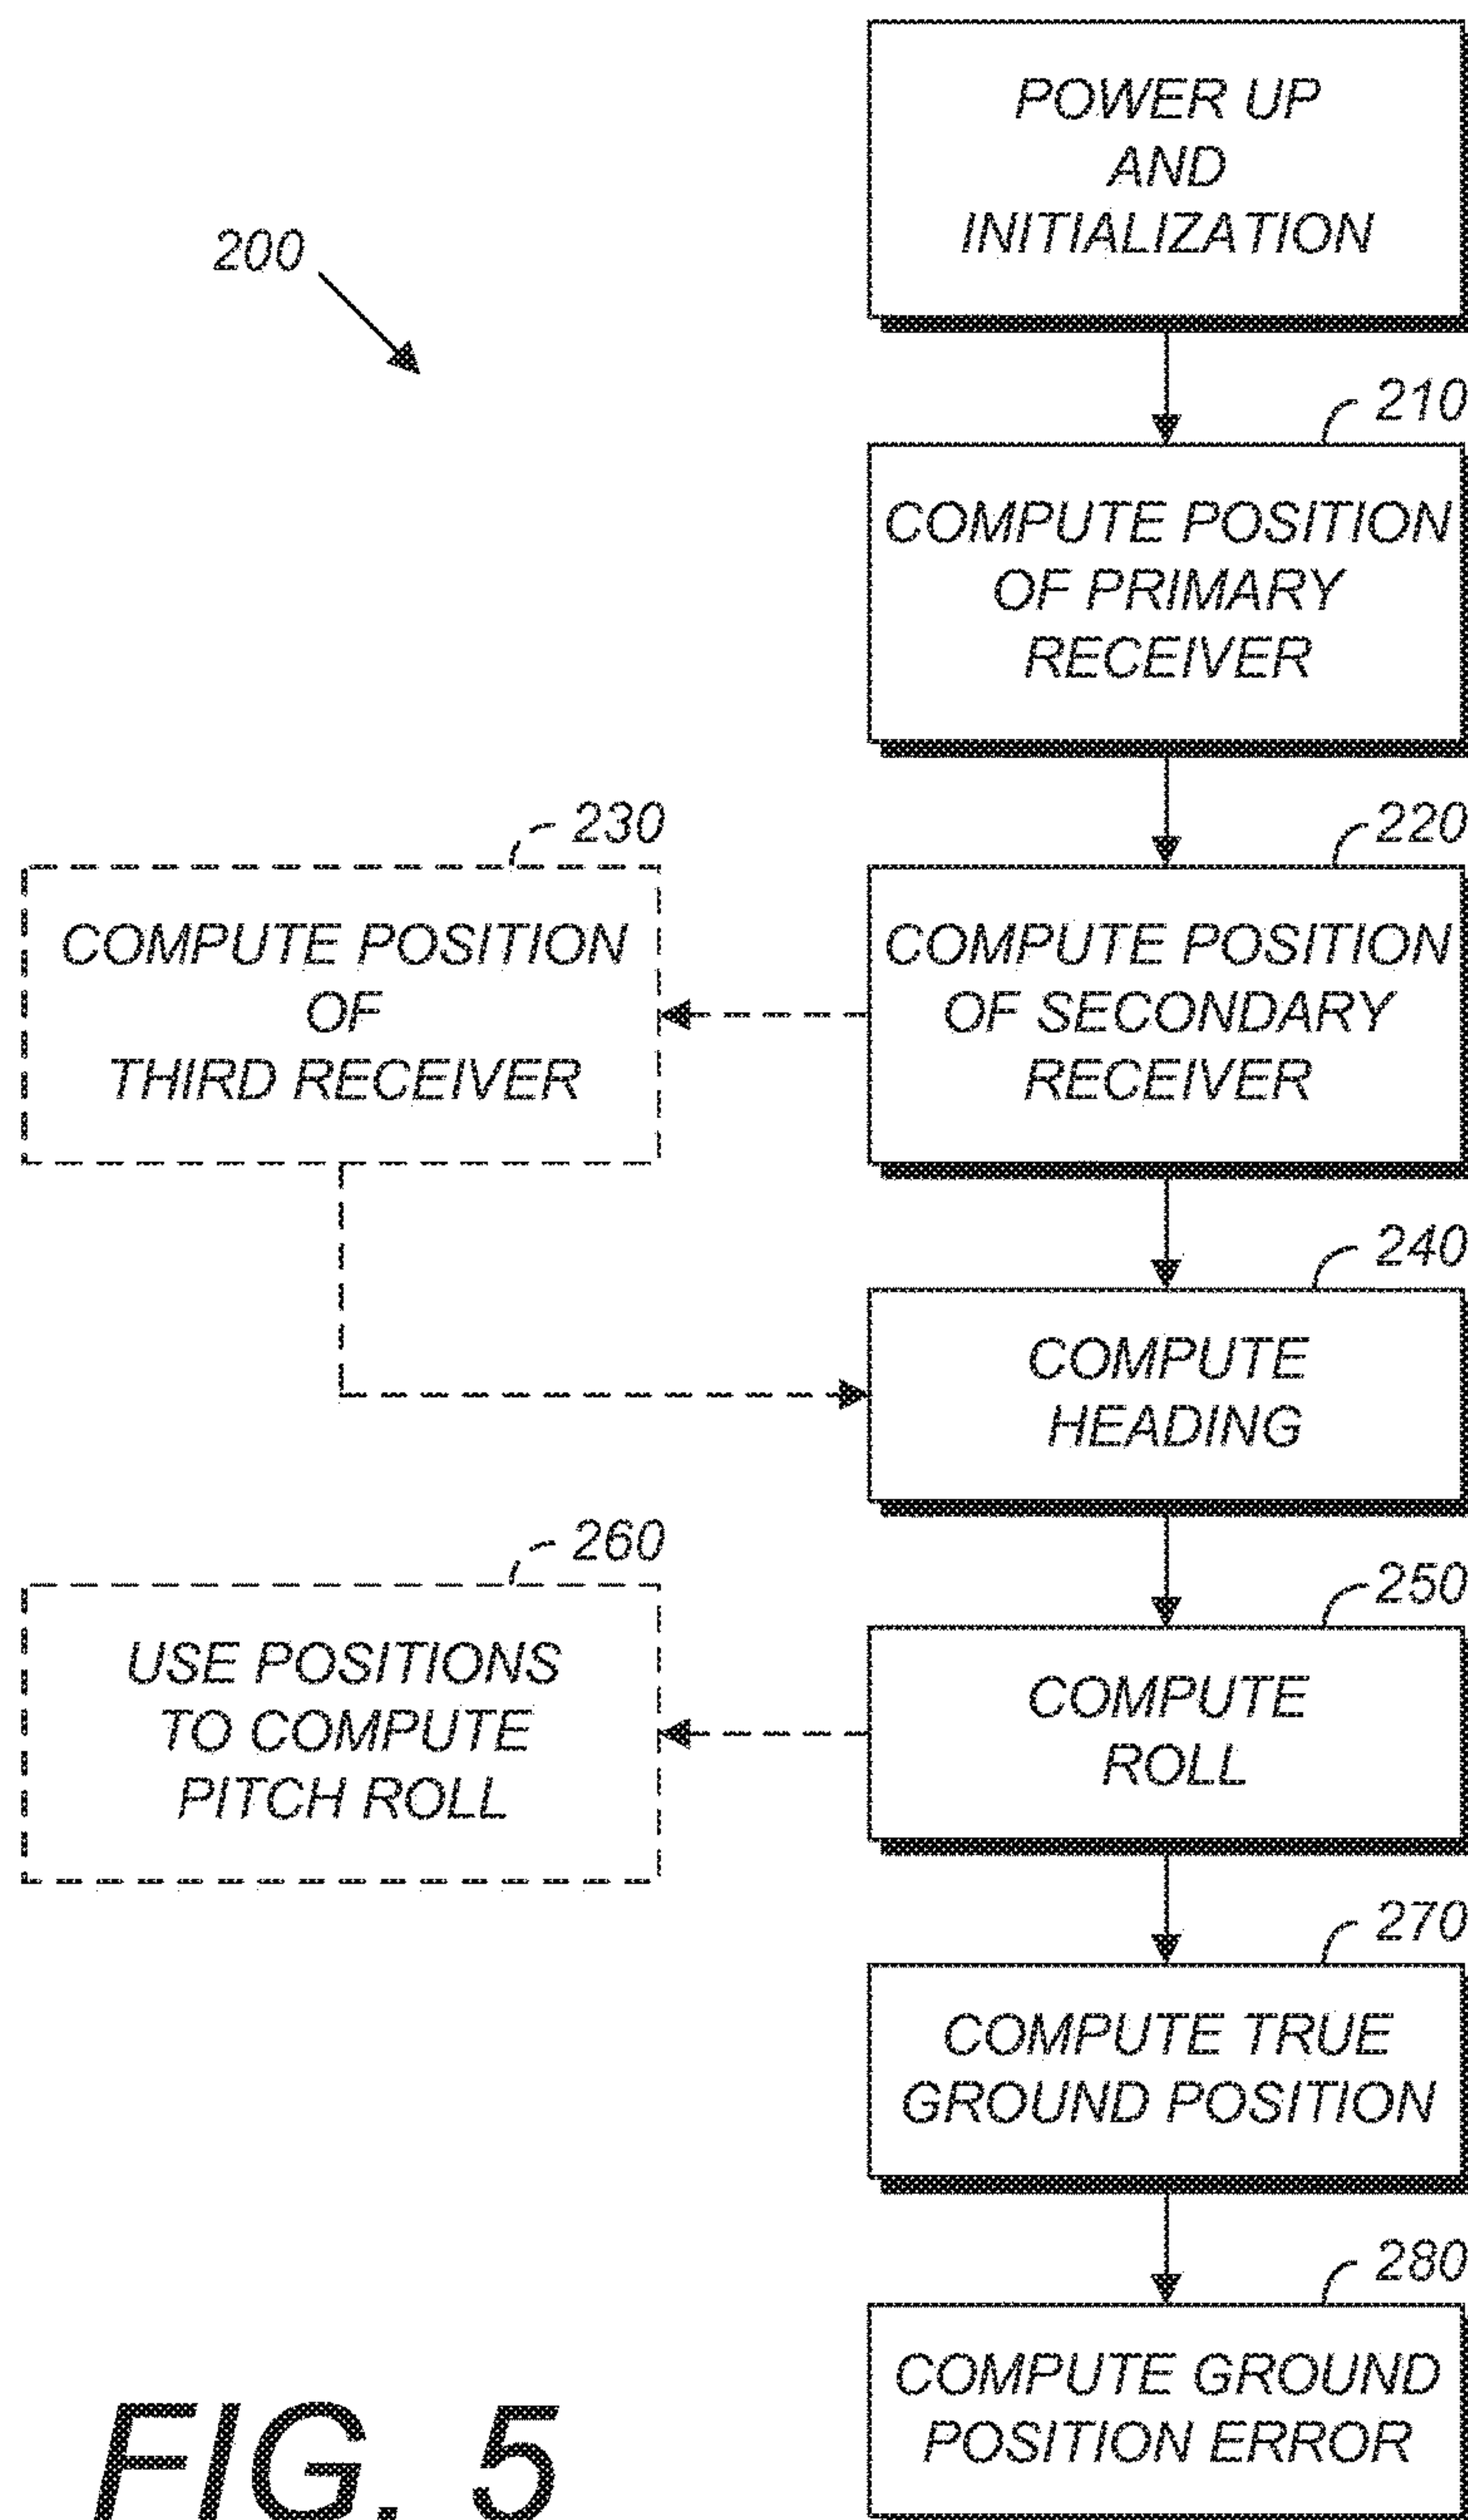 POWER UP
AND
INITIALIZATION
200
210
COMPUTE POSITION
OF PRIMARY
RECEIVER
230
COMPUTE POSITION
OF
THIRD RECEIVER
220
COMPUTE POSITION
OF SECONDARY
RECEIVER
240
COMPUTE
HEADING
260
USE POSITIONS
TO COMPUTE
PITCH ROLL
250
COMPUTE
ROLL
270
COMPUTE TRUE
GROUND POSITION
280
COMPUTE GROUND
POSITION ERROR
FIG. 5